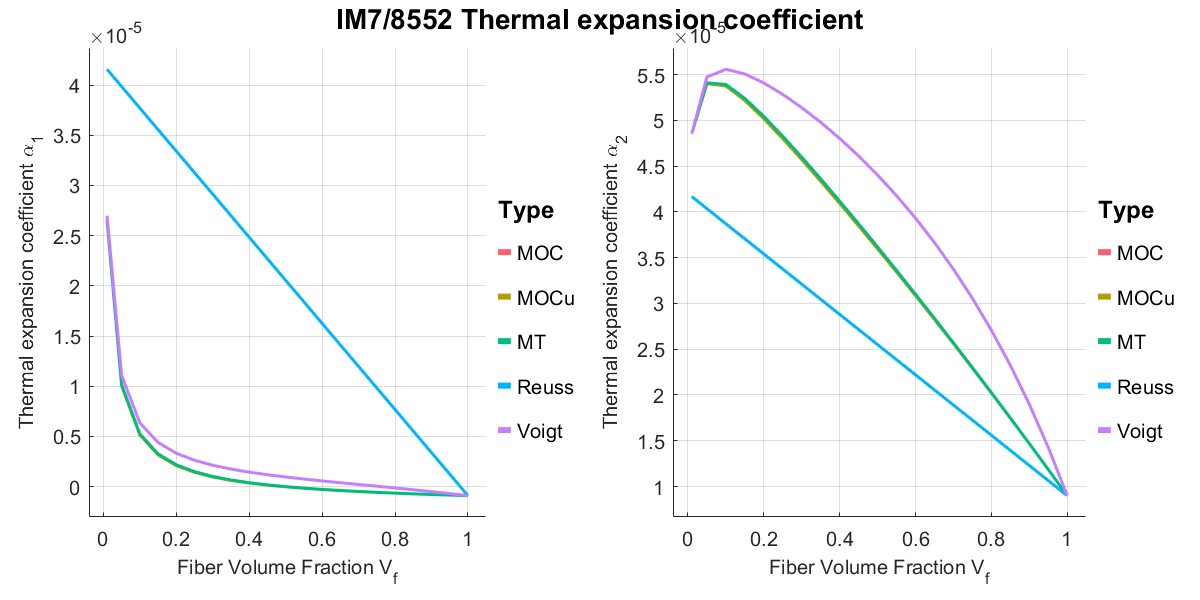 IM7/8552 Thermal expansion coefficient
×10-5
4
3.5
3
2.5
2
1.5
1
0.5
0
0 0.2 0.4 0.6 0.8 1
Thermal expansion coefficient α1
Fiber Volume Fraction Vf
Type
MOC
MOCu
MT
Reuss
Voigt
×10-5
5.5
5
4.5
4
3.5
3
2.5
2
1.5
1
0 0.2 0.4 0.6 0.8 1
Thermal expansion coefficient α2
Fiber Volume Fraction Vf
Type
MOC
MOCu
MT
Reuss
Voigt